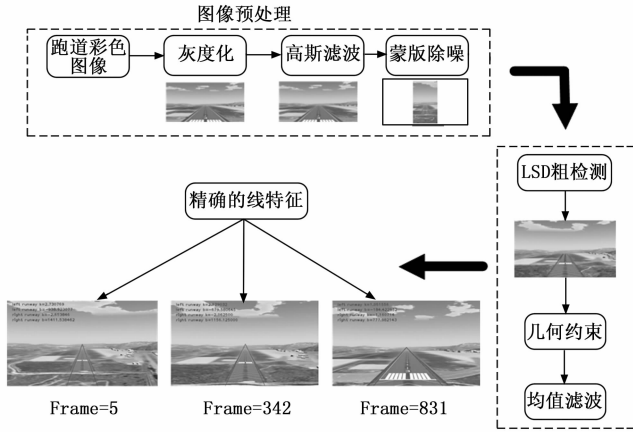 图像预处理
跑道彩色
图像
灰度化
高斯滤波
蒙版除噪
LSD粗检测
几何约束
均值滤波
精确的线特征
Frame=5
Frame=342
Frame=831